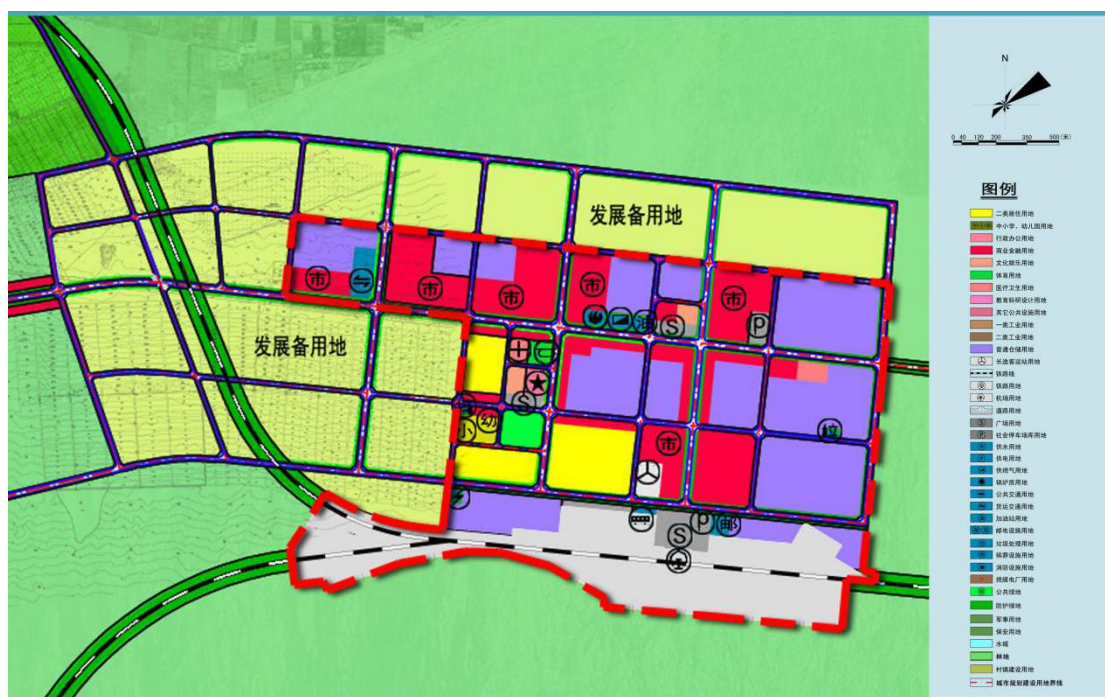 N
0 40 120 200 350 500 (米)
图例
二类居住用地
中小学、幼儿园用地
行政办公用地
商业金融用地
文化娱乐用地
体育用地
医疗卫生用地
教育科研设计用地
其它公共设施用地
一类工业用地
二类工业用地
普通仓储用地
长途客运站用地
铁路线
铁路用地
机场用地
道路用地
广场用地
社会停车场库用地
供水用地
供电用地
供燃气用地
锅炉房用地
公共交通用地
货运交通用地
加油站用地
邮电设施用地
垃圾处理用地
殡葬设施用地
消防设施用地
燃煤电厂用地
公共绿地
防护绿地
军事用地
保安用地
水域
林地
村镇建设用地
城市规划建设用地界线
发展备用地
发展备用地
市
市
市
市
市
油
S
P
S
幼
小
市
S
P
邮